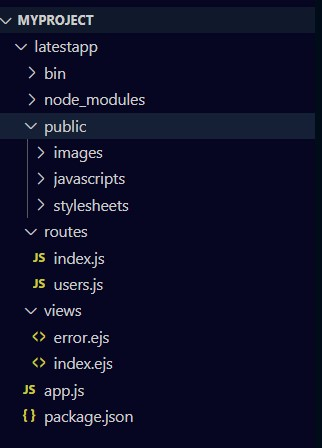 MYPROJECT
latestapp
bin
node_modules
public
images
javascripts
stylesheets
routes
JS index.js
JS users.js
views
<> error.ejs
<> index.ejs
JS app.js
{} package.json